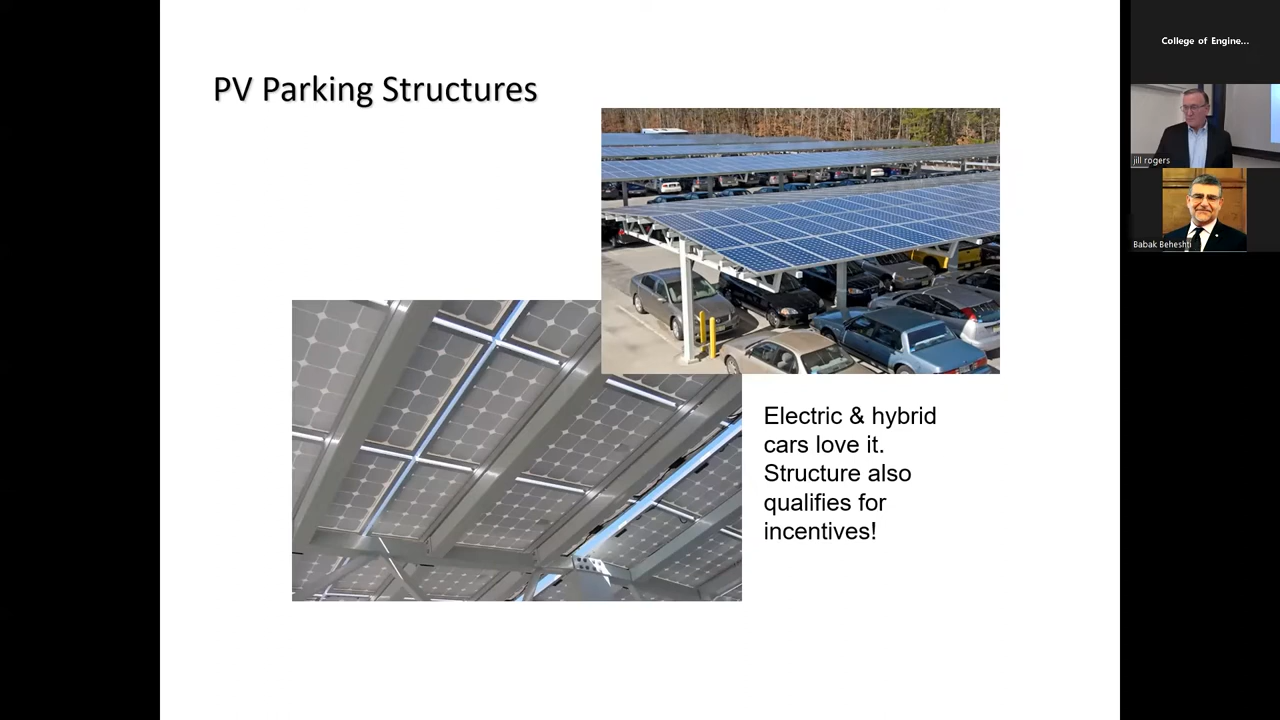 PV Parking Structures
Electric & hybrid
cars love it.
Structure also
qualifies for
incentives!
College of Engine...
jill rogers
Babak Beheshti